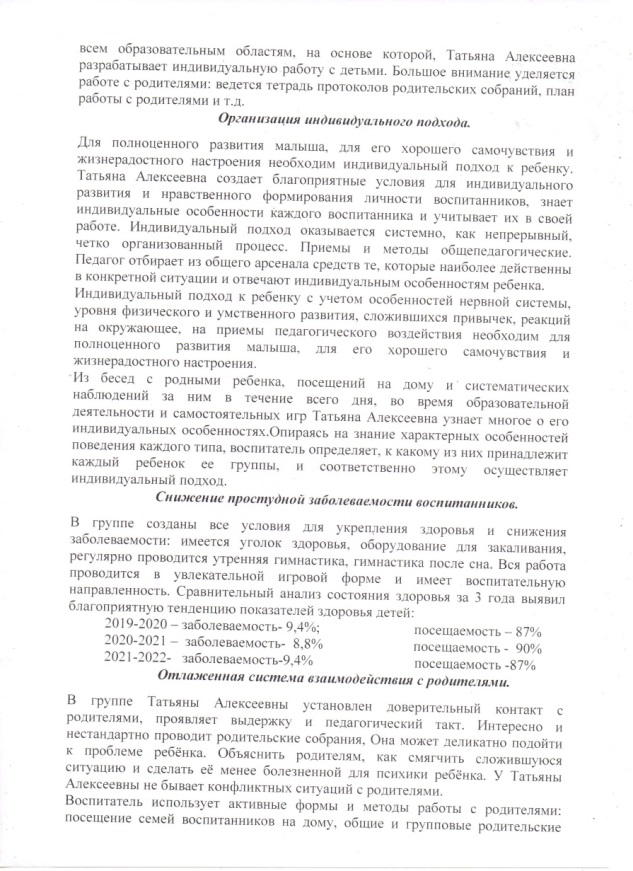 всем образовательным областям, на основе которой, Татьяна Алексеевна
разрабатывает индивидуальную работу с детьми. Большое внимание уделяется
работе с родителями: ведется тетрадь протоколов родительских собраний, план
работы с родителями и т.д.
Организация индивидуального подхода.
Для полноценного развития малыша, для его хорошего самочувствия и
жизнерадостного настроения необходим индивидуальный подход к ребенку.
Татьяна Алексеевна создает благоприятные условия для индивидуального
развития и нравственного формирования личности воспитанников, знает
индивидуальные особенности каждого воспитанника и учитывает их в своей
работе. Индивидуальный подход оказывается системно, как непрерывный,
четко организованный процесс. Приемы и методы общепедагогические.
Педагог отбирает из общего арсенала средств те, которые наиболее действенны
в конкретной ситуации и отвечают индивидуальным особенностям ребенка.
Индивидуальный подход к ребенку с учетом особенностей нервной системы,
уровня физического и умственного развития, сложившихся привычек, реакций
на окружающее, на приемы педагогического воздействия необходим для
полноценного развития малыша, для его хорошего самочувствия и
жизнерадостного настроения.
Из бесед с родными ребенка, посещений на дому и систематических
наблюдений за ним в течение всего дня, во время образовательной
деятельности и самостоятельных игр Татьяна Алексеевна узнает многое о его
индивидуальных особенностях.Опираясь на знание характерных особенностей
поведения каждого типа, воспитатель определяет, к какому из них принадлежит
каждый ребенок ее группы, и соответственно этому осуществляет
индивидуальный подход.
Снижение простудной заболеваемости воспитанников.
В группе созданы все условия для укрепления здоровья и снижения
заболеваемости: имеется уголок здоровья, оборудование для закаливания,
регулярно проводится утренняя гимнастика, гимнастика после сна. Вся работа
проводится в увлекательной игровой форме и имеет воспитательную
направленность. Сравнительный анализ состояния здоровья за 3 года выявил
благоприятную тенденцию показателей здоровья детей:
2019-2020 – заболеваемость- 9,4%; посещаемость – 87%
2020-2021 – заболеваемость- 8,8% посещаемость - 90%
2021-2022- заболеваемость-9,4% посещаемость -87%
Отлаженная система взаимодействия с родителями.
В группе Татьяны Алексеевны установлен доверительный контакт с
родителями, проявляет выдержку и педагогический такт. Интересно и
нестандартно проводит родительские собрания, Она может деликатно подойти
к проблеме ребёнка. Объяснить родителям, как смягчить сложившуюся
ситуацию и сделать её менее болезненной для психики ребёнка. У Татьяны
Алексеевны не бывает конфликтных ситуаций с родителями.
Воспитатель использует активные формы и методы работы с родителями:
посещение семей воспитанников на дому, общие и групповые родительские